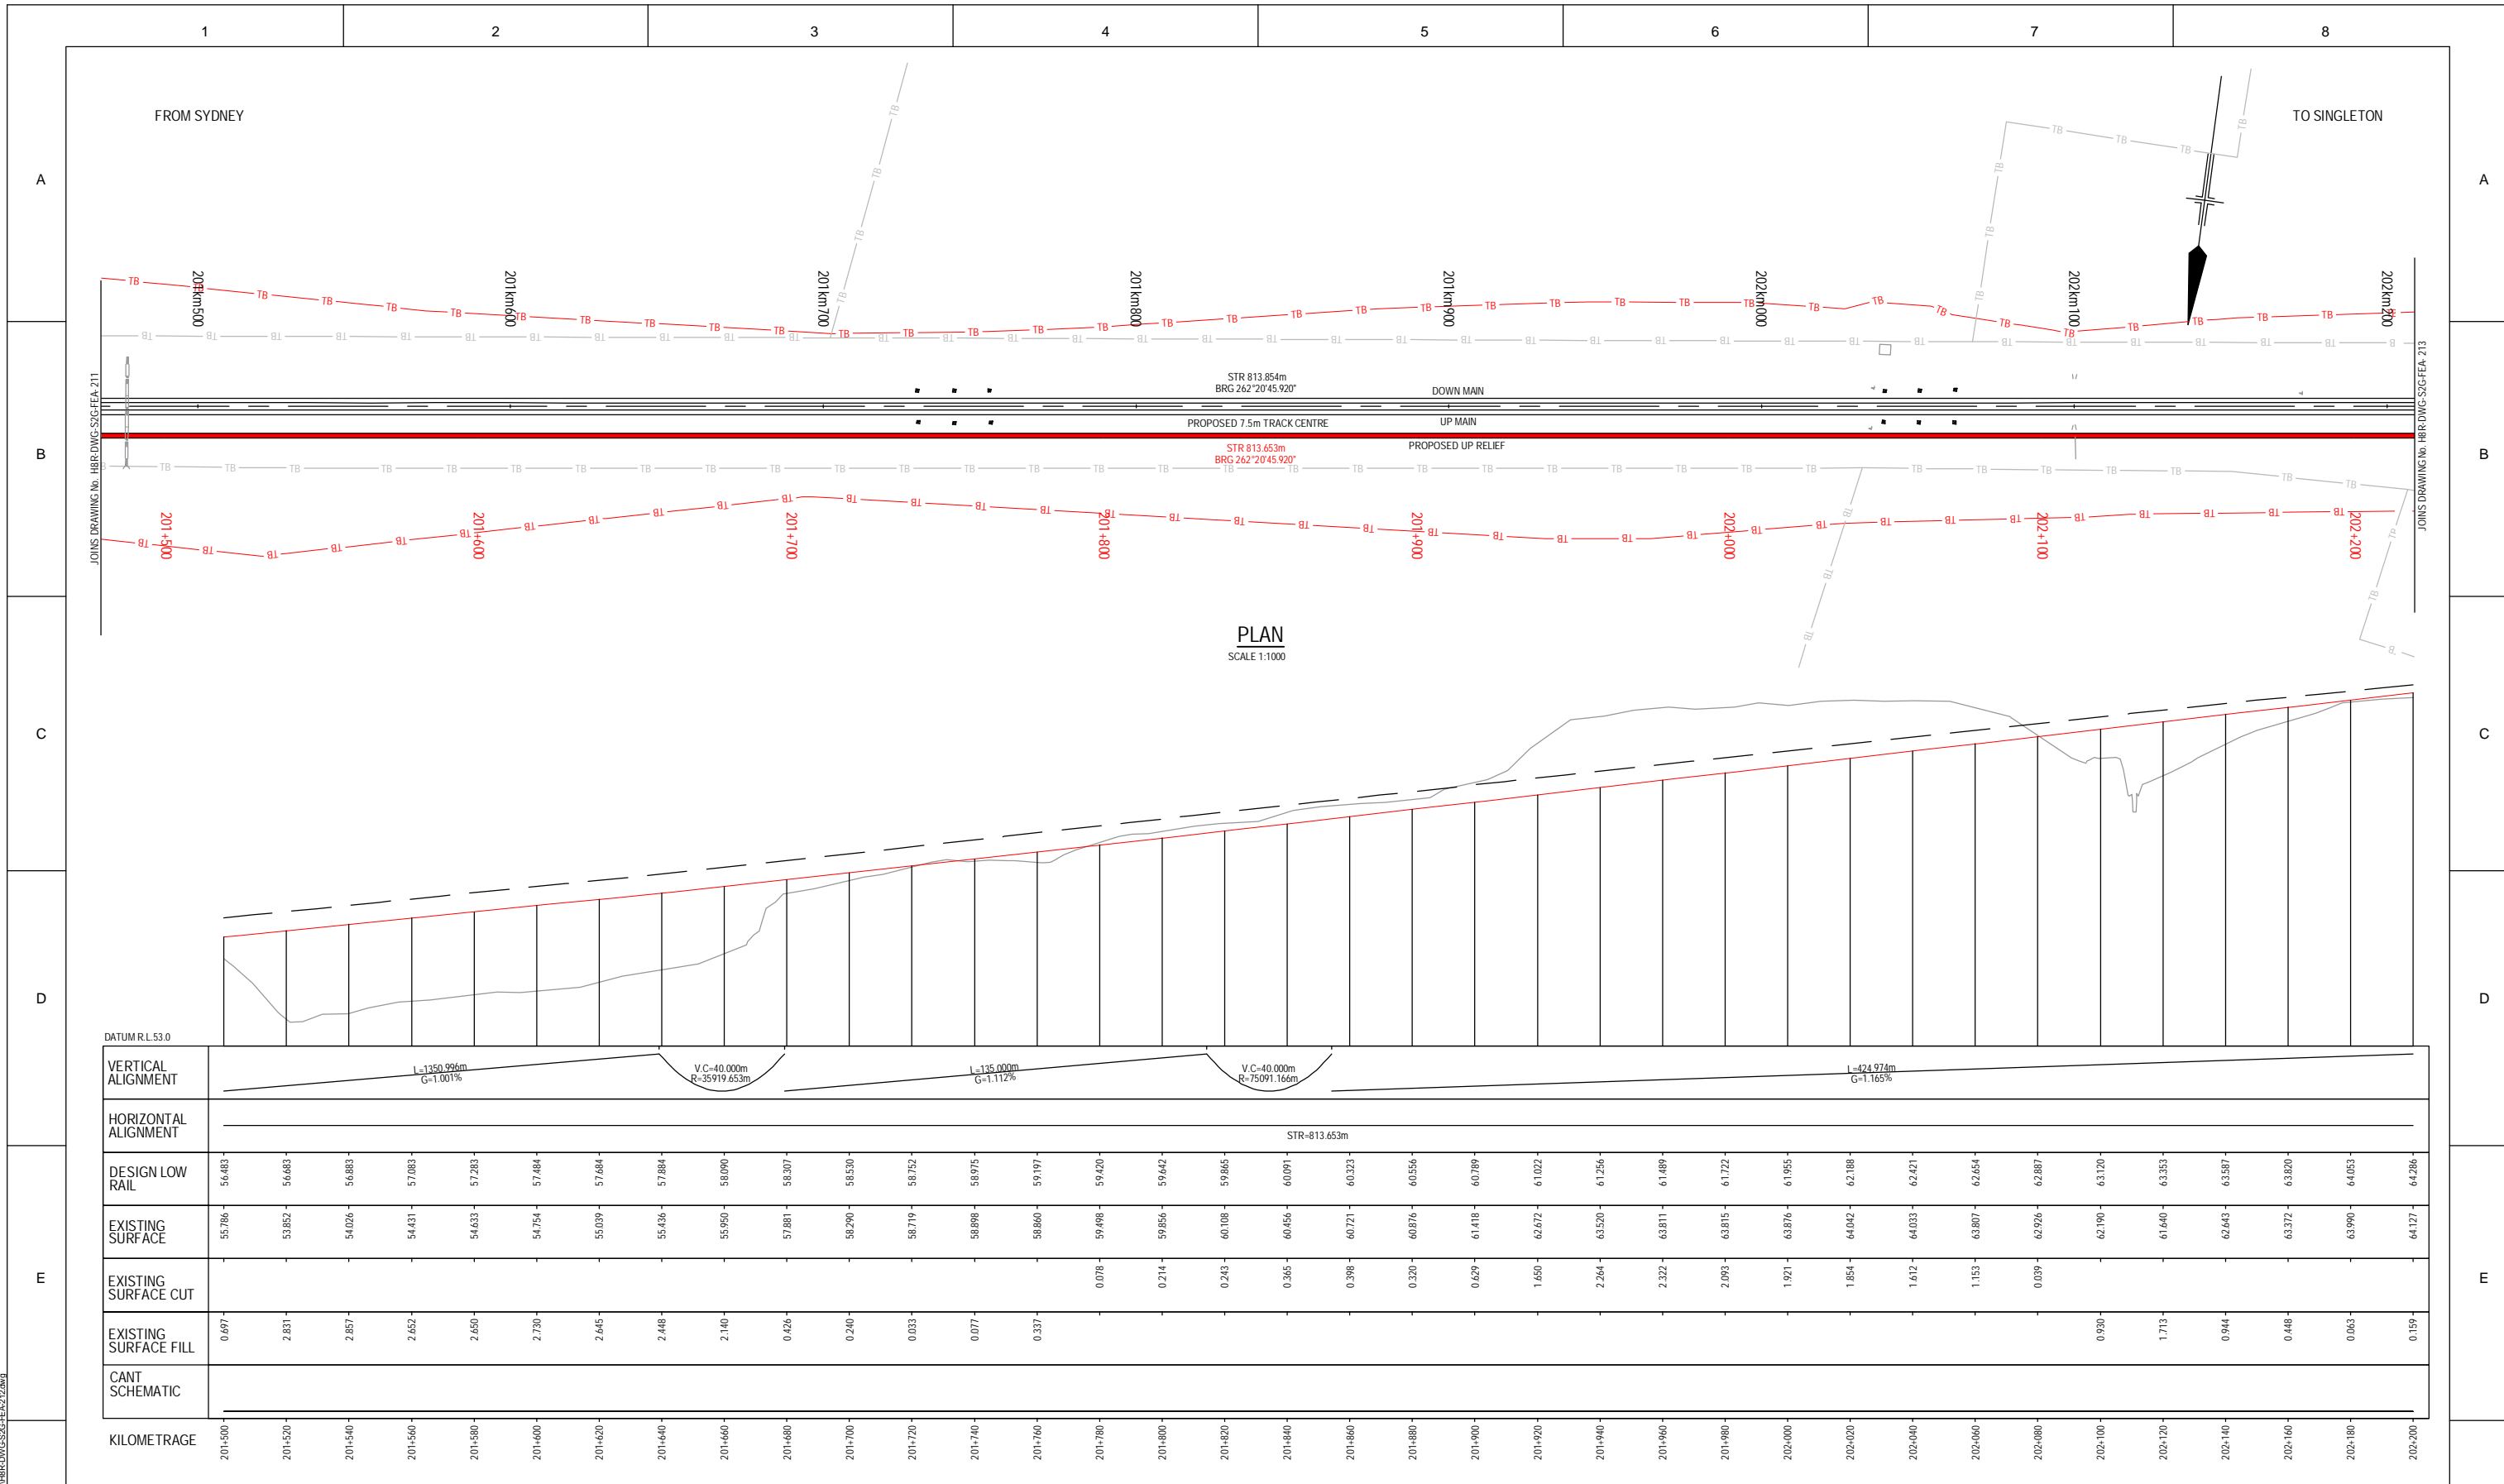 1 2 3 4 5 6 7 8
FROM SYDNEY
TO SINGLETON
A A
201km500 201km600 201km700 201km800 201km900 202km000 202km100 202km200
TB TB TB TB TB TB TB TB
STR 813.854m
BRG 262°20'45.920"
DOWN MAIN
PROPOSED 7.5m TRACK CENTRE
UP MAIN
STR 813.653m
BRG 262°20'45.920"
PROPOSED UP RELIEF
JOINS DRAWING No. H8R-DWG-S2G-FEA-211
JOINS DRAWING No. H8R-DWG-S2G-FEA-213
B B
201+500 201+600 201+700 201+800 201+900 202+000 202+100 202+200
PLAN
SCALE 1:1000
C C
D D
DATUM R.L.53.0
VERTICAL
ALIGNMENT
L=1350.996m
G=1.001%
V.C=40.000m
R=35919.653m
L=135.000m
G=1.112%
V.C=40.000m
R=75091.166m
L=424.974m
G=1.165%
HORIZONTAL
ALIGNMENT
STR=813.653m
DESIGN LOW
RAIL
56.483 56.683 56.883 57.083 57.283 57.484 57.684 57.884 58.090 58.307 58.530 58.752 58.975 59.197 59.420 59.642 59.865 60.091 60.323 60.556 60.789 61.022 61.256 61.489 61.722 61.955 62.188 62.421 62.654 62.887 63.120 63.353 63.587 63.820 64.053 64.286
EXISTING
SURFACE
55.786 53.852 54.026 54.431 54.633 54.754 55.039 55.436 55.950 57.881 58.290 58.719 58.898 58.860 59.498 59.856 60.108 60.456 60.721 60.876 61.418 62.672 63.520 63.811 63.815 63.876 64.042 64.033 63.807 62.926 62.190 61.640 62.643 63.372 63.990 64.127
E E
EXISTING
SURFACE CUT
0.078 0.214 0.243 0.365 0.398 0.320 0.629 1.650 2.264 2.322 2.093 1.921 1.854 1.612 1.153 0.039
EXISTING
SURFACE FILL
0.697 2.831 2.857 2.652 2.650 2.730 2.645 2.448 2.140 0.426 0.240 0.033 0.077 0.337 0.930 1.713 0.944 0.448 0.063 0.159
CANT
SCHEMATIC
KILOMETRAGE
201+500 201+520 201+540 201+560 201+580 201+600 201+620 201+640 201+660 201+680 201+700 201+720 201+740 201+760 201+780 201+800 201+820 201+840 201+860 201+880 201+900 201+920 201+940 201+960 201+980 202+000 202+020 202+040 202+060 202+080 202+100 202+120 202+140 202+160 202+180 202+200